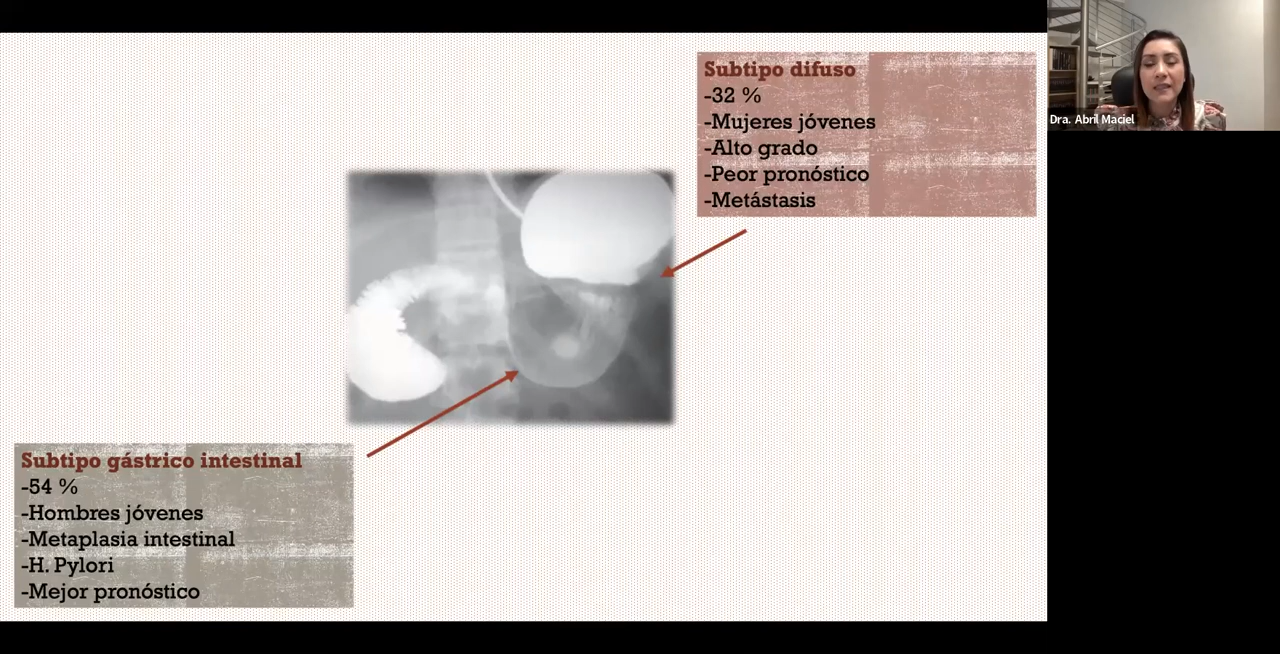 Subtipo difuso
-32 %
-Mujeres jóvenes
-Alto grado
-Peor pronóstico
-Metástasis
Dra. Abril Maciel
Subtipo gástrico intestinal
-54 %
-Hombres jóvenes
-Metaplasia intestinal
-H. Pylori
-Mejor pronóstico